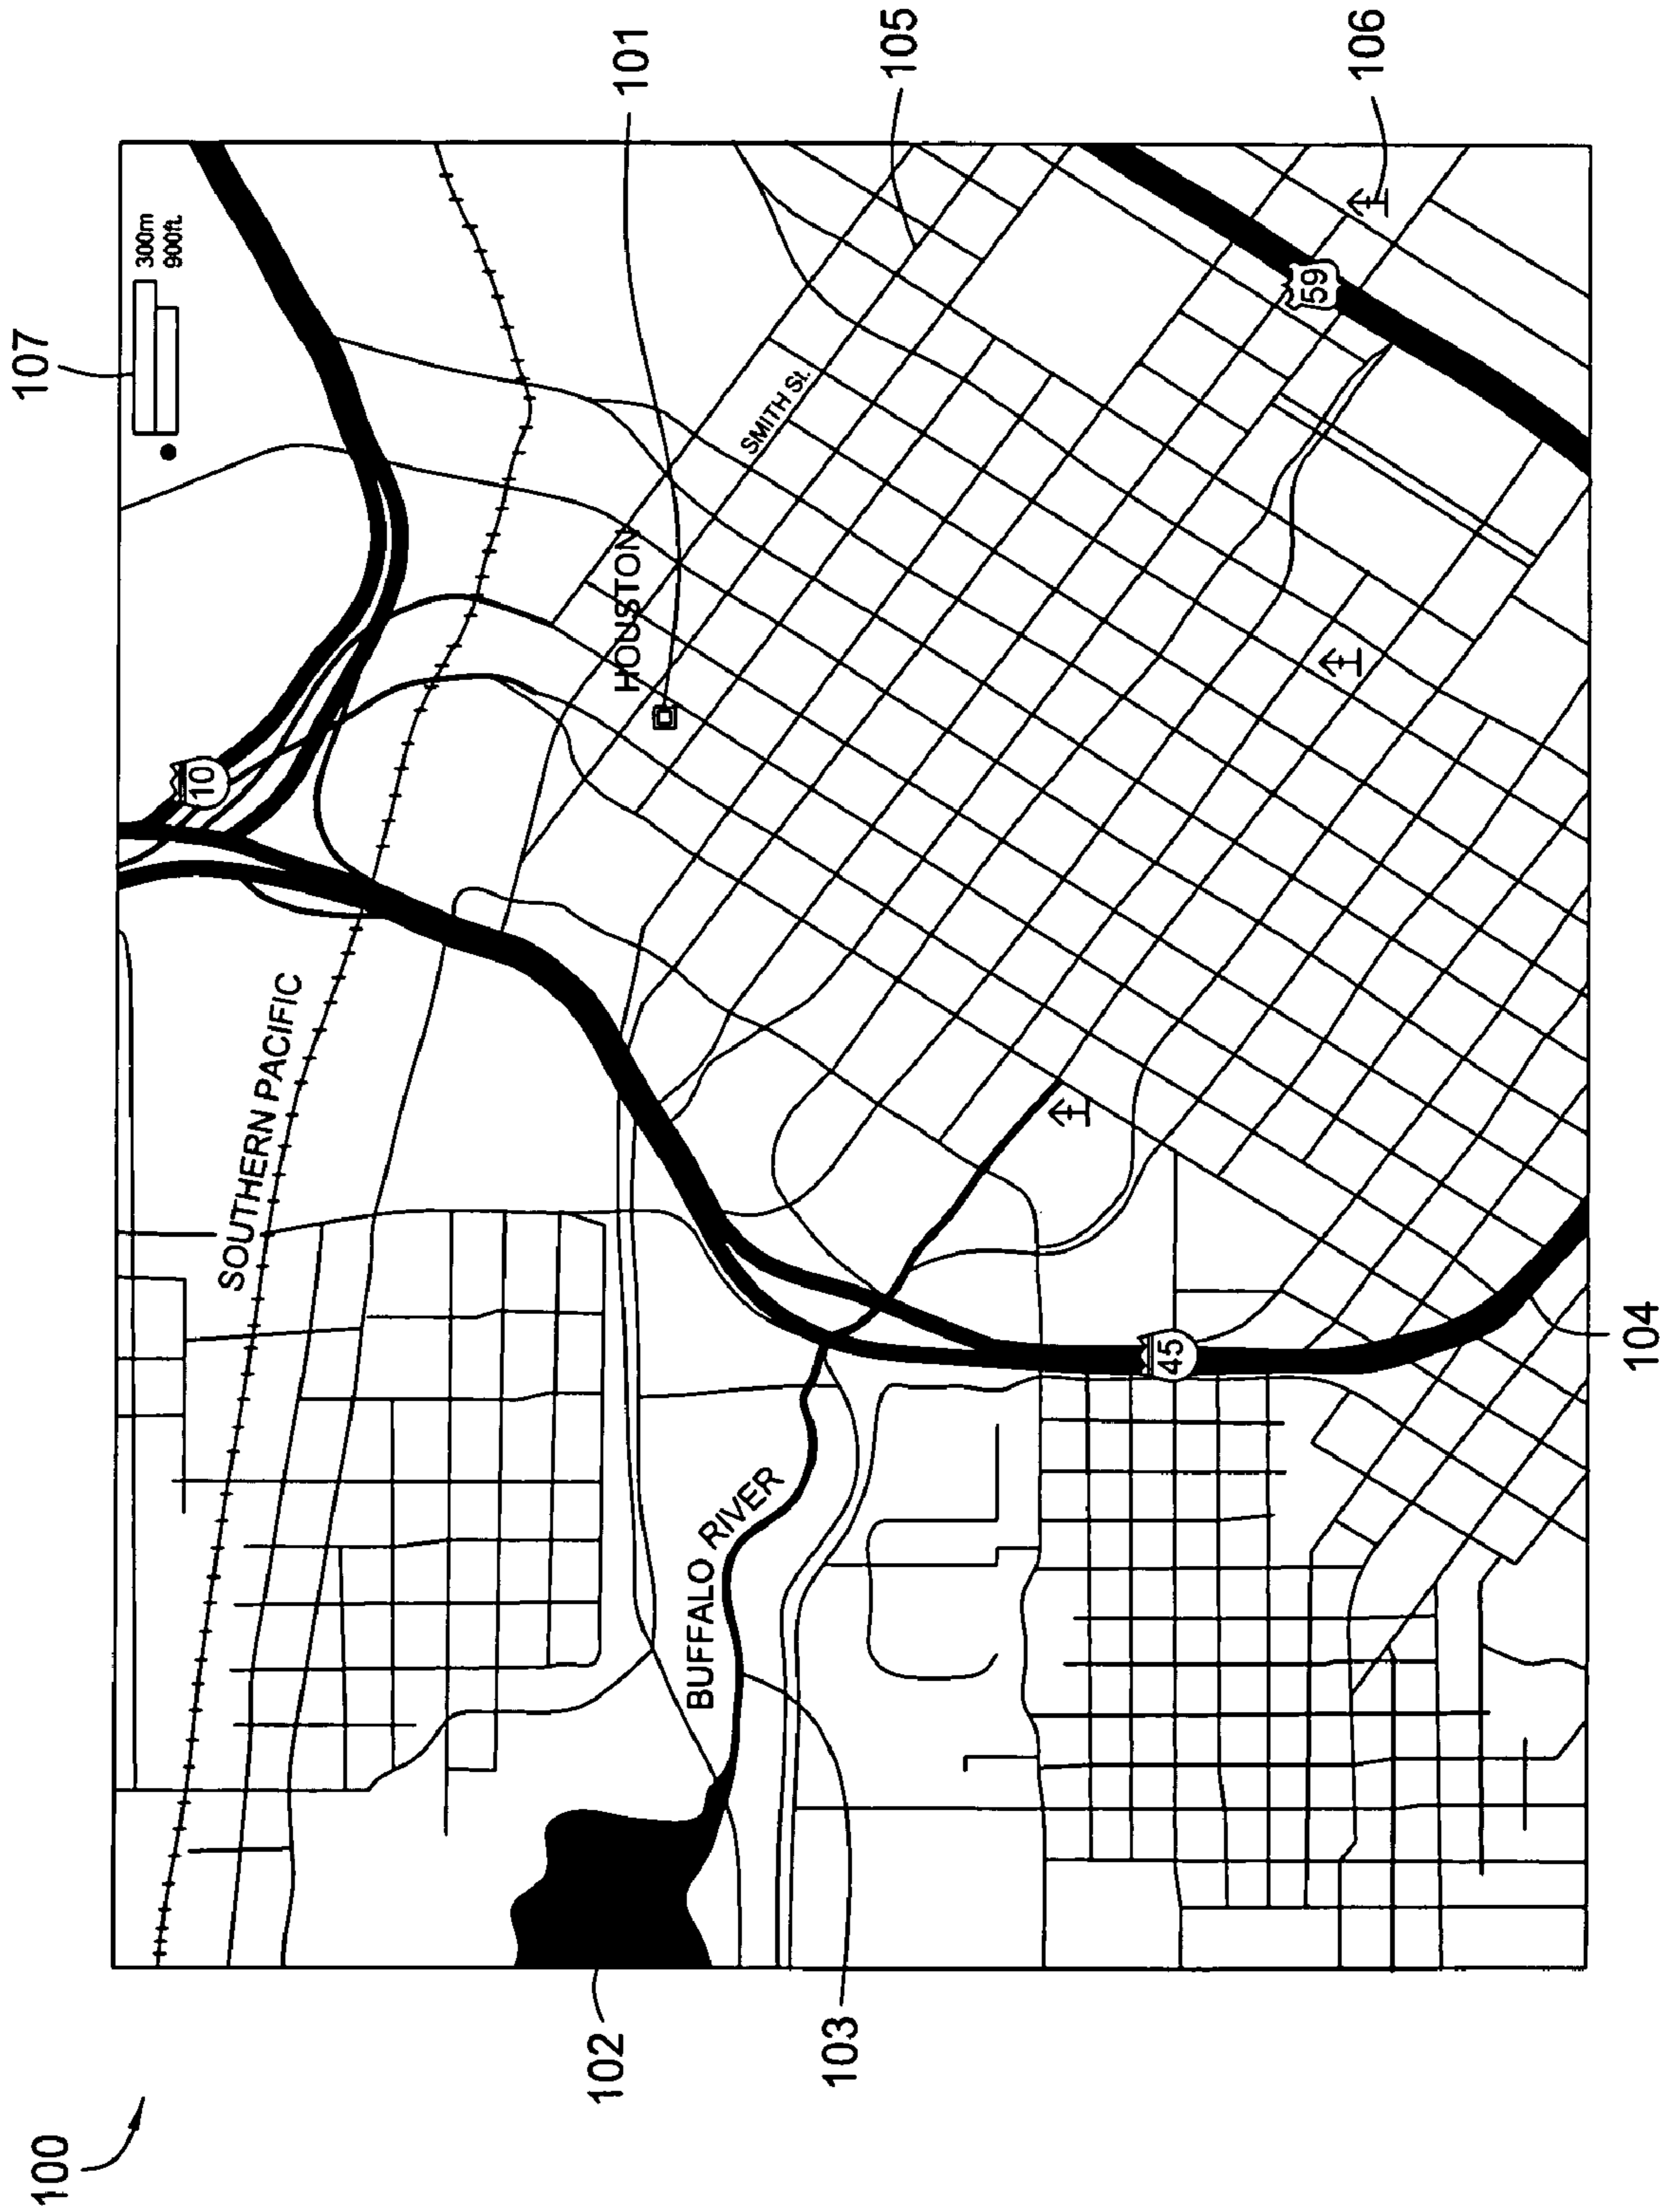 100
107
300m
900ft.
101
105
106
10
SOUTHERN PACIFIC
HOUSTON
SMITH St.
59
BUFFALO RIVER
45
102
103
104